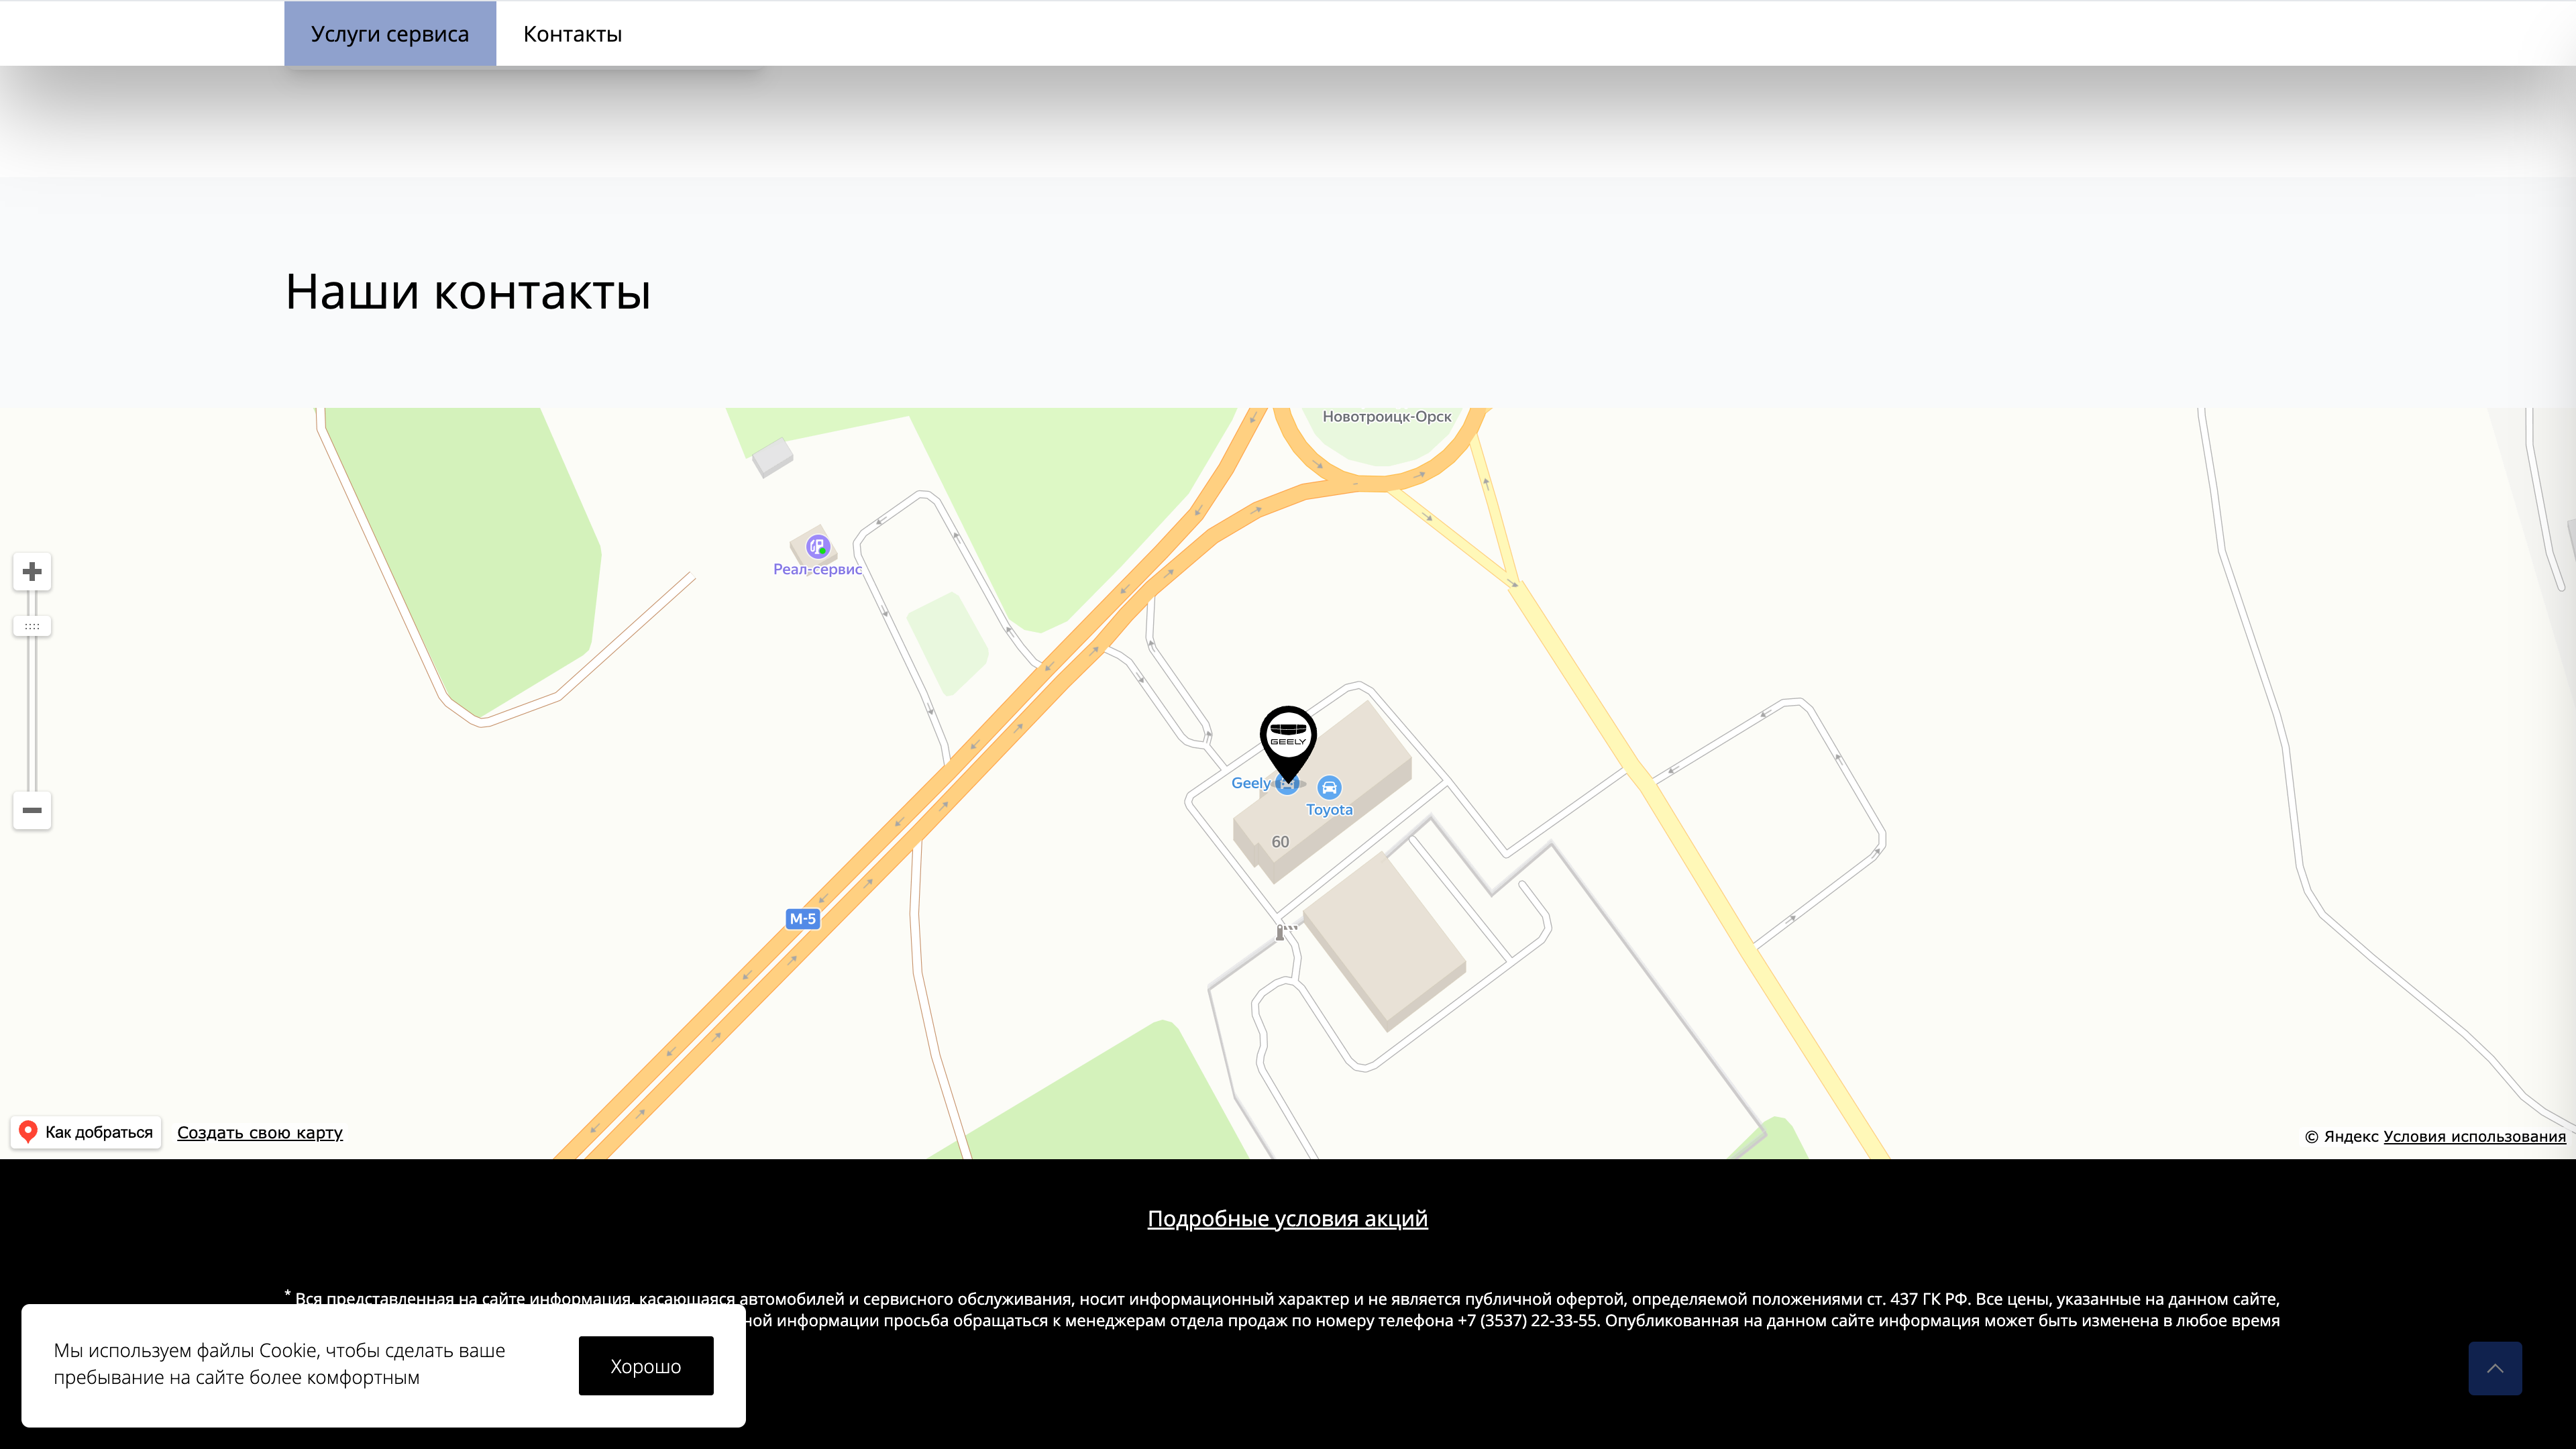 Услуги сервиса
Контакты
Наши контакты
Новотроицк-Орск
Реал-сервис
GEELY
Geely
Toyota
60
М-5
Как добраться
Создать свою карту
© Яндекс Условия использования
Подробные условия акций
* Вся представленная на сайте информация, касающаяся автомобилей и сервисного обслуживания, носит информационный характер и не является публичной офертой, определяемой положениями ст. 437 ГК РФ. Все цены, указанные на данном сайте,
ной информации просьба обращаться к менеджерам отдела продаж по номеру телефона +7 (3537) 22-33-55. Опубликованная на данном сайте информация может быть изменена в любое время
Мы используем файлы Cookie, чтобы сделать ваше
пребывание на сайте более комфортным
Хорошо